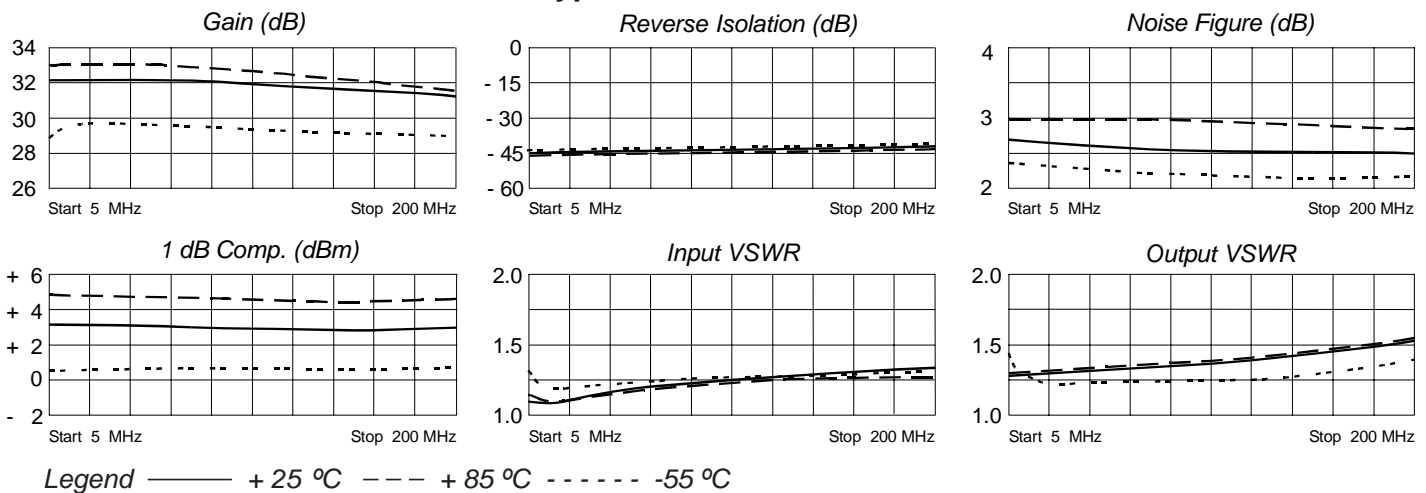 Gain (dB)
34
32
30
28
26
Start 5 MHz
Stop 200 MHz
Reverse Isolation (dB)
0
- 15
- 30
- 45
- 60
Start 5 MHz
Stop 200 MHz
Noise Figure (dB)
4
3
2
Start 5 MHz
Stop 200 MHz
1 dB Comp. (dBm)
+ 6
+ 4
+ 2
0
- 2
Start 5 MHz
Stop 200 MHz
Input VSWR
2.0
1.5
1.0
Start 5 MHz
Stop 200 MHz
Output VSWR
2.0
1.5
1.0
Start 5 MHz
Stop 200 MHz
Legend + 25 ºC + 85 ºC -55 ºC